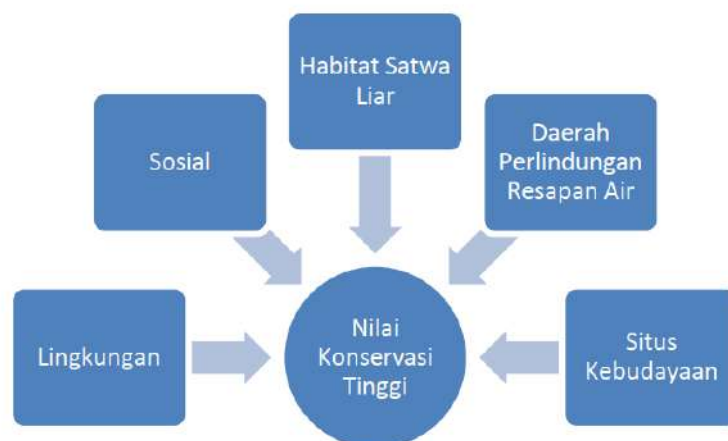 Habitat Satwa
Liar
Sosial
Daerah
Perlindungan
Resapan Air
Lingkungan
Nilai
Konservasi
Tinggi
Situs
Kebudayaan